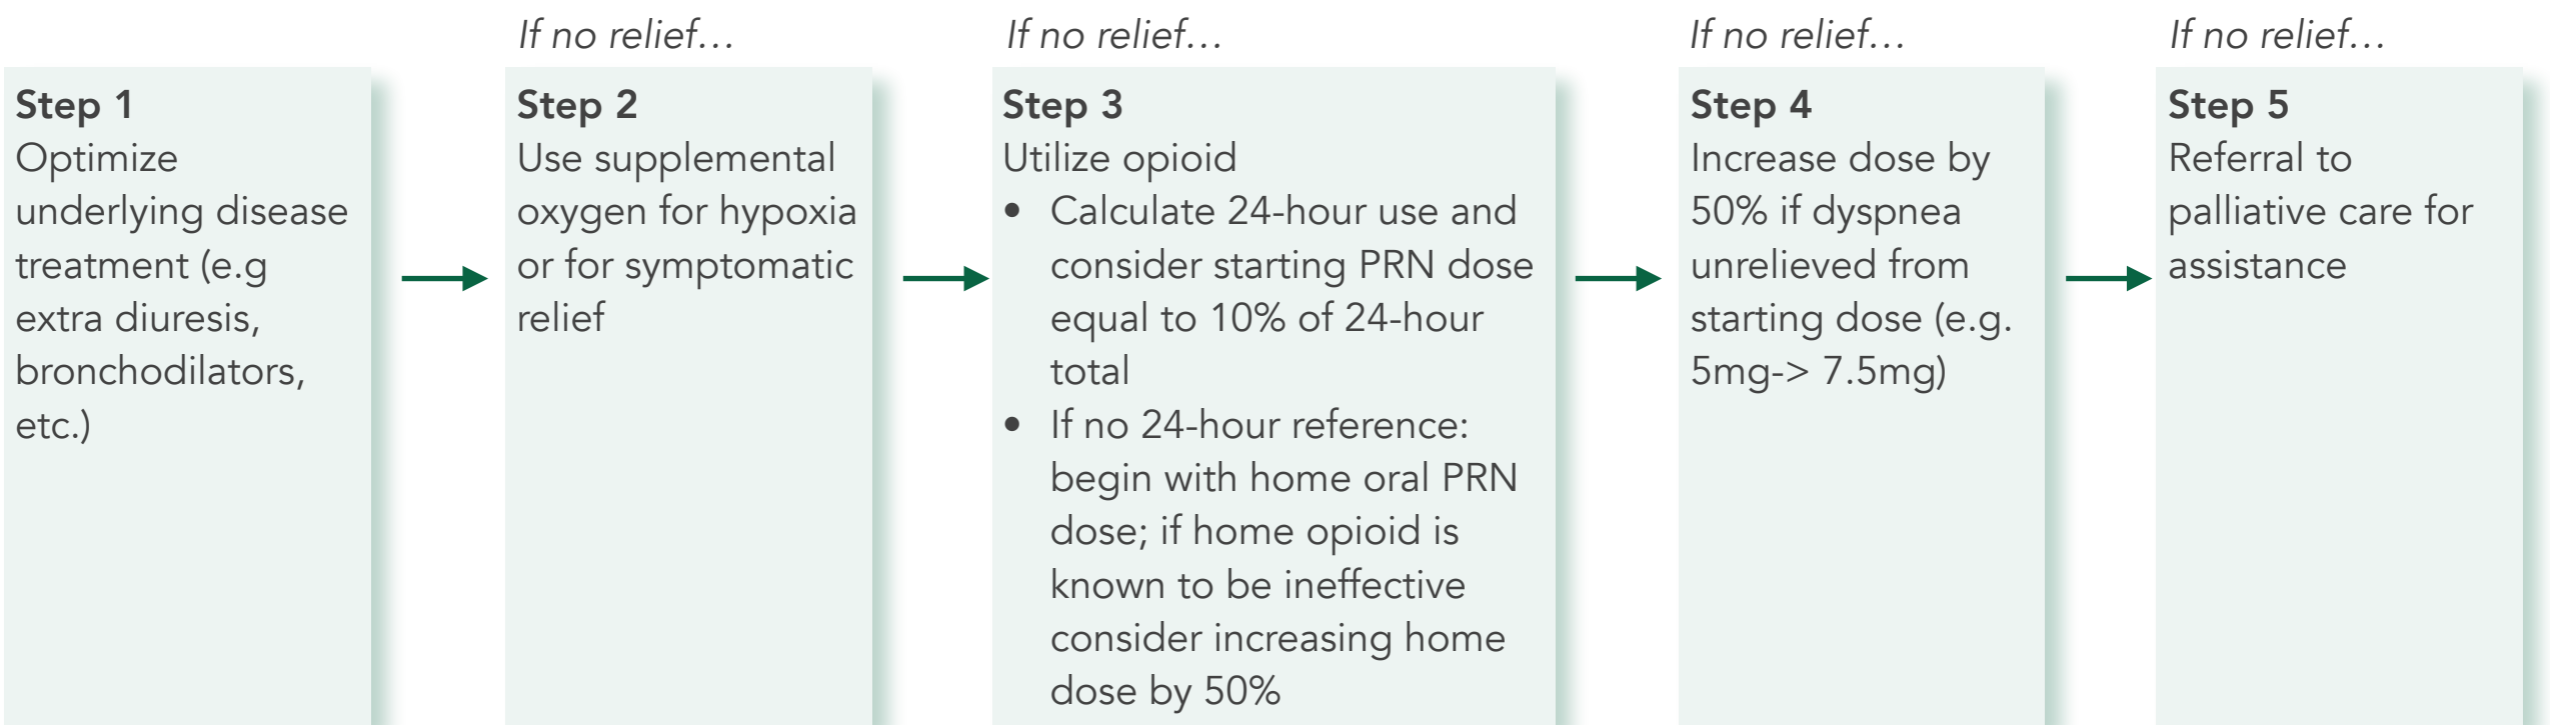 If no relief...
If no relief...
If no relief...
If no relief...
Step 1
Optimize
underlying disease
treatment (e.g
extra diuresis,
bronchodilators,
etc.)
Step 2
Use supplemental
oxygen for hypoxia
or for symptomatic
relief
Step 3
Utilize opioid
• Calculate 24-hour use and
consider starting PRN dose
equal to 10% of 24-hour
total
• If no 24-hour reference:
begin with home oral PRN
dose; if home opioid is
known to be ineffective
consider increasing home
dose by 50%
Step 4
Increase dose by
50% if dyspnea
unrelieved from
starting dose (e.g.
5mg-> 7.5mg)
Step 5
Referral to
palliative care for
assistance